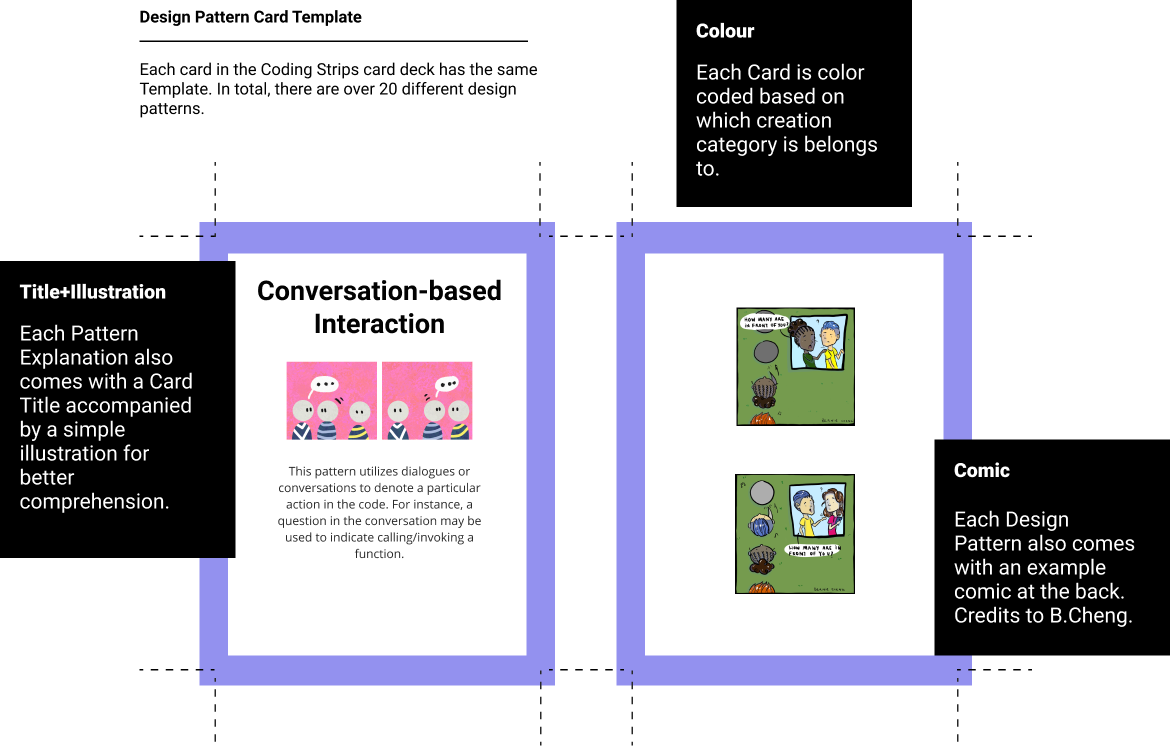 Design Pattern Card Template
Each card in the Coding Strips card deck has the same
Template. In total, there are over 20 different design
patterns.
Colour
Each Card is color
coded based on
which creation
category is belongs
to.
Title+Illustration
Each Pattern
Explanation also
comes with a Card
Title accompanied
by a simple
illustration for
better
comprehension.
Conversation-based
Interaction
This pattern utilizes dialogues or
conversations to denote a particular
action in the code. For instance, a
question in the conversation may be
used to indicate calling/invoking a
function.
HOW MANY ARE
IN FRONT OF YOU?
HOW MANY ARE IN
FRONT OF YOU?
Comic
Each Design
Pattern also comes
with an example
comic at the back.
Credits to B.Cheng.